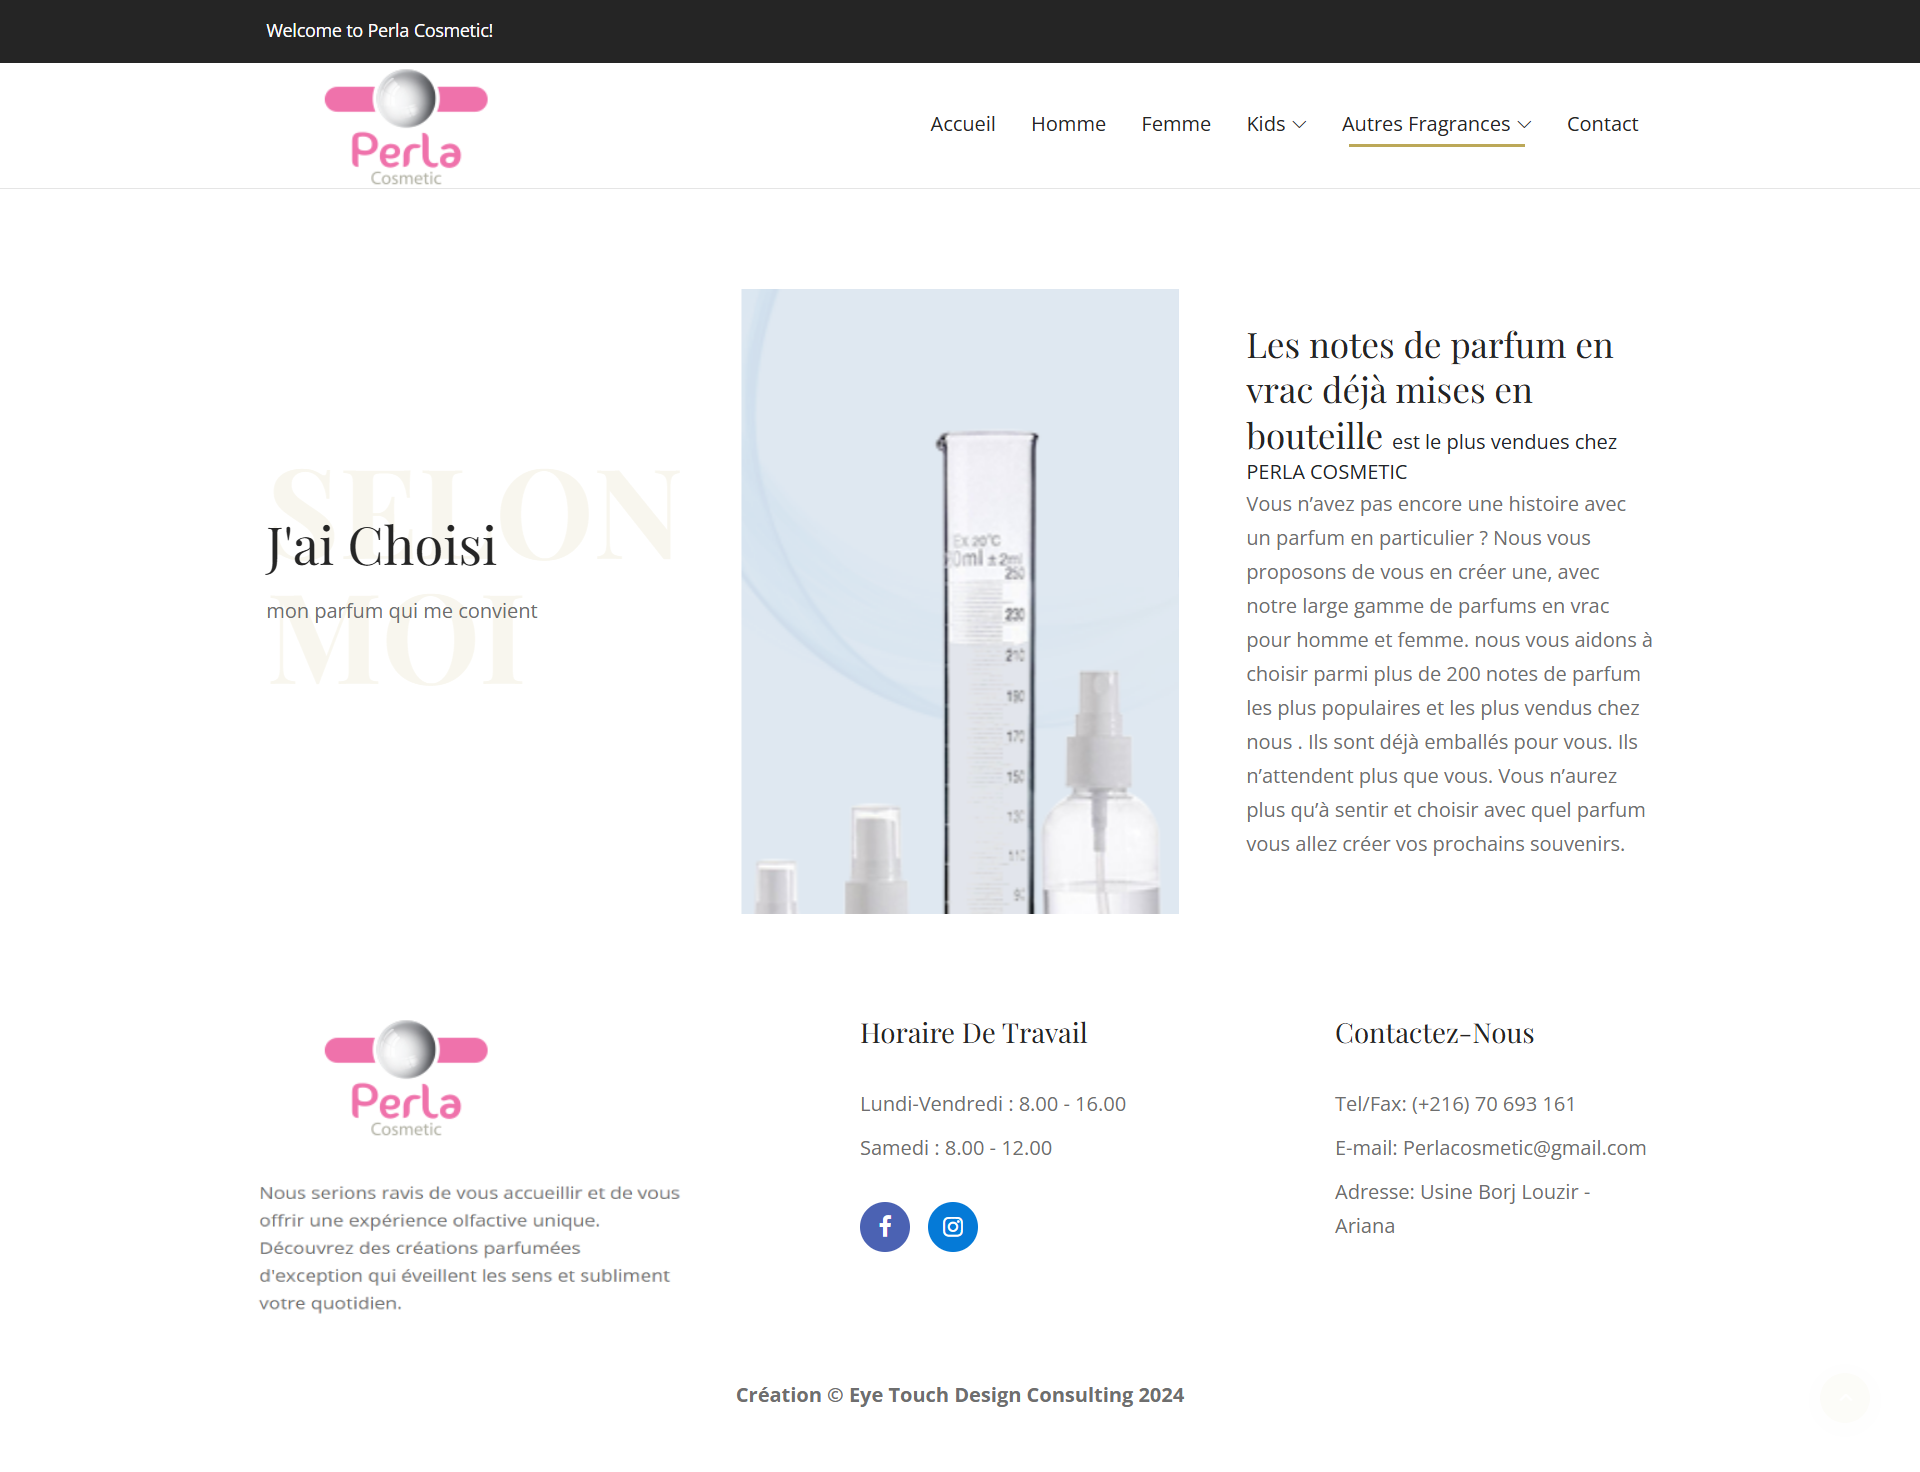 Welcome to Perla Cosmetic!
Perla
Cosmetic
Accueil
Homme
Femme
Kids
Autres Fragrances
Contact
SELON
MOI
J'ai Choisi
mon parfum qui me convient
Ex 20°C
±2ml
250
230
210
190
170
150
130
110
90
Les notes de parfum en
vrac déjà mises en
bouteille est le plus vendues chez
PERLA COSMETIC
Vous n’avez pas encore une histoire avec
un parfum en particulier ? Nous vous
proposons de vous en créer une, avec
notre large gamme de parfums en vrac
pour homme et femme. nous vous aidons à
choisir parmi plus de 200 notes de parfum
les plus populaires et les plus vendus chez
nous . Ils sont déjà emballés pour vous. Ils
n’attendent plus que vous. Vous n’aurez
plus qu’à sentir et choisir avec quel parfum
vous allez créer vos prochains souvenirs.
Perla
Cosmetic
Nous serions ravis de vous accueillir et de vous
offrir une expérience olfactive unique.
Découvrez des créations parfumées
d'exception qui éveillent les sens et subliment
votre quotidien.
Horaire De Travail
Lundi-Vendredi : 8.00 - 16.00
Samedi : 8.00 - 12.00
Contactez-Nous
Tel/Fax: (+216) 70 693 161
E-mail: Perlacosmetic@gmail.com
Adresse: Usine Borj Louzir -
Ariana
Création © Eye Touch Design Consulting 2024